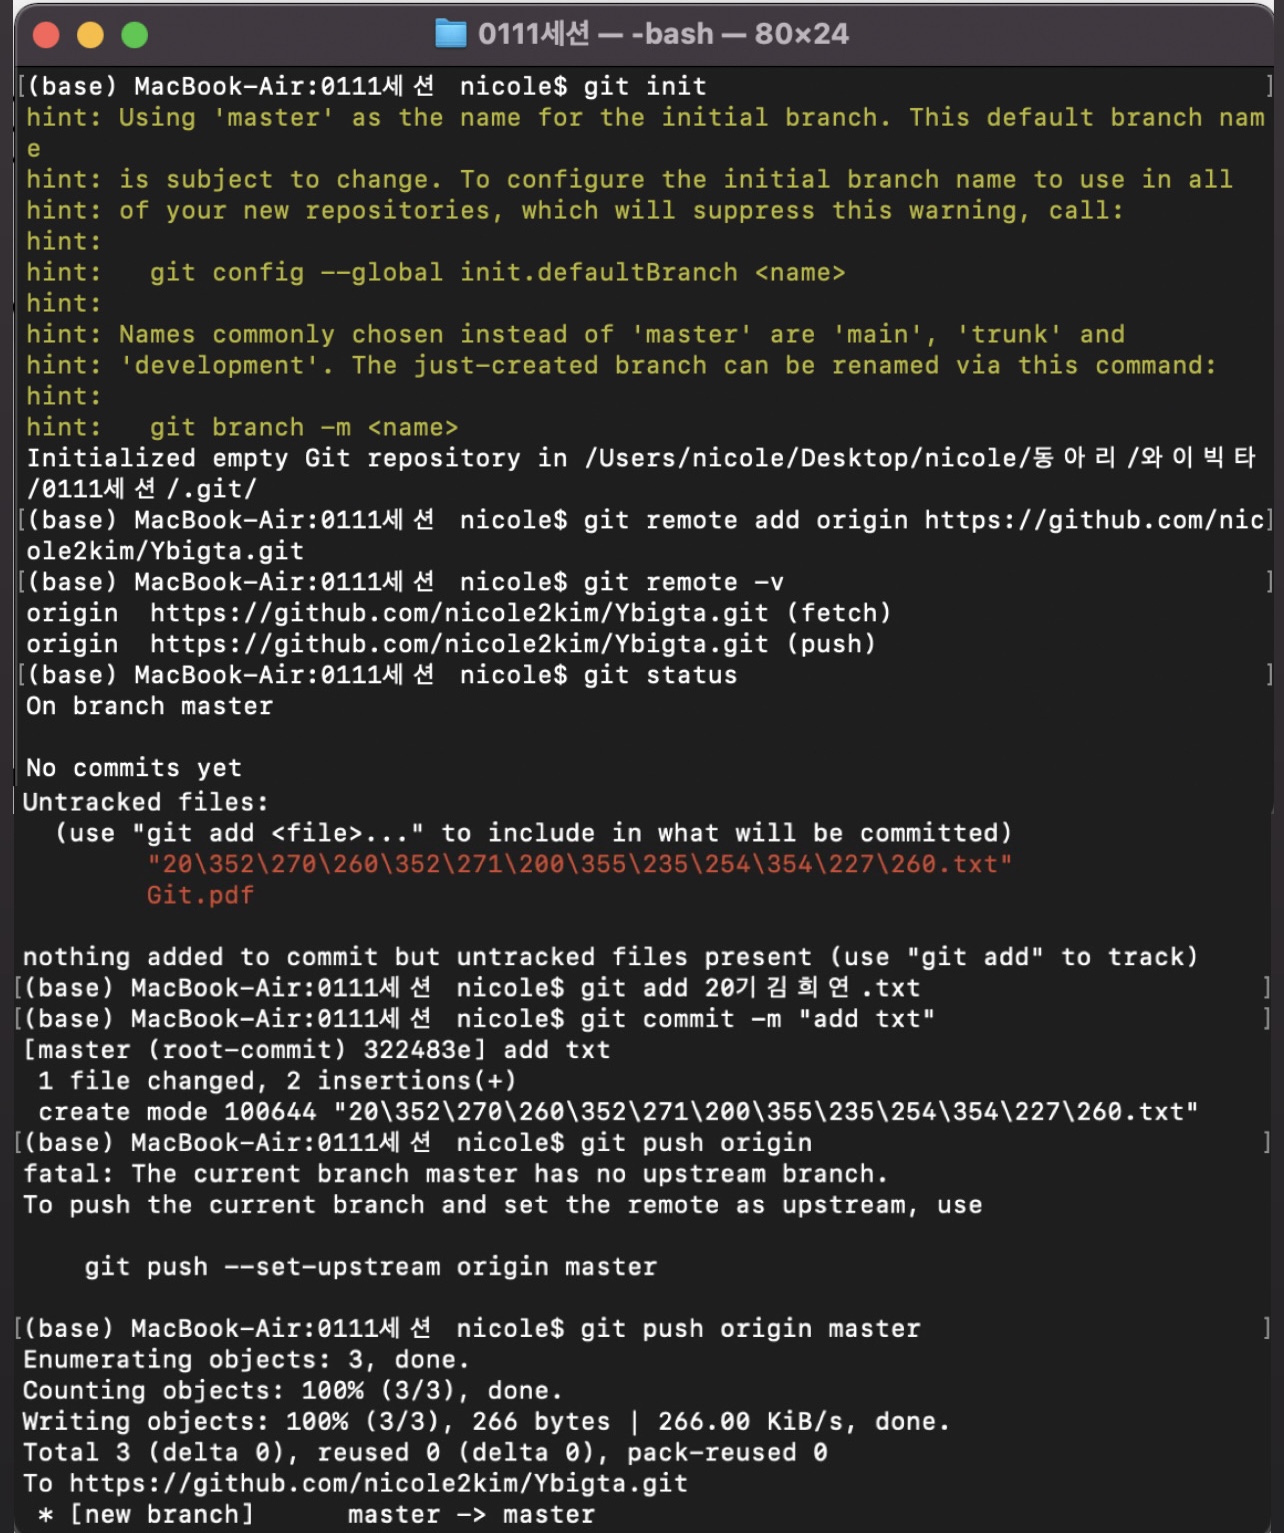 0111세션 — -bash — 80×24
(base) MacBook-Air:0111세션 nicole$ git init
hint: Using 'master' as the name for the initial branch. This default branch nam
e
hint: is subject to change. To configure the initial branch name to use in all
hint: of your new repositories, which will suppress this warning, call:
hint:
hint:   git config --global init.defaultBranch <name>
hint:
hint: Names commonly chosen instead of 'master' are 'main', 'trunk' and
hint: 'development'. The just-created branch can be renamed via this command:
hint:
hint:   git branch -m <name>
Initialized empty Git repository in /Users/nicole/Desktop/nicole/동아리/와이빅타
/0111세션/.git/
(base) MacBook-Air:0111세션 nicole$ git remote add origin https://github.com/nic
ole2kim/Ybigta.git
(base) MacBook-Air:0111세션 nicole$ git remote -v
origin  https://github.com/nicole2kim/Ybigta.git (fetch)
origin  https://github.com/nicole2kim/Ybigta.git (push)
(base) MacBook-Air:0111세션 nicole$ git status
On branch master
No commits yet
Untracked files:
  (use "git add <file>..." to include in what will be committed)
        "20\352\270\260\352\271\200\355\235\254\354\227\260.txt"
        Git.pdf
nothing added to commit but untracked files present (use "git add" to track)
(base) MacBook-Air:0111세션 nicole$ git add 20기김희연.txt
(base) MacBook-Air:0111세션 nicole$ git commit -m "add txt"
[master (root-commit) 322483e] add txt
 1 file changed, 2 insertions(+)
 create mode 100644 "20\352\270\260\352\271\200\355\235\254\354\227\260.txt"
(base) MacBook-Air:0111세션 nicole$ git push origin
fatal: The current branch master has no upstream branch.
To push the current branch and set the remote as upstream, use
    git push --set-upstream origin master
(base) MacBook-Air:0111세션 nicole$ git push origin master
Enumerating objects: 3, done.
Counting objects: 100% (3/3), done.
Writing objects: 100% (3/3), 266 bytes | 266.00 KiB/s, done.
Total 3 (delta 0), reused 0 (delta 0), pack-reused 0
To https://github.com/nicole2kim/Ybigta.git
 * [new branch]      master -> master